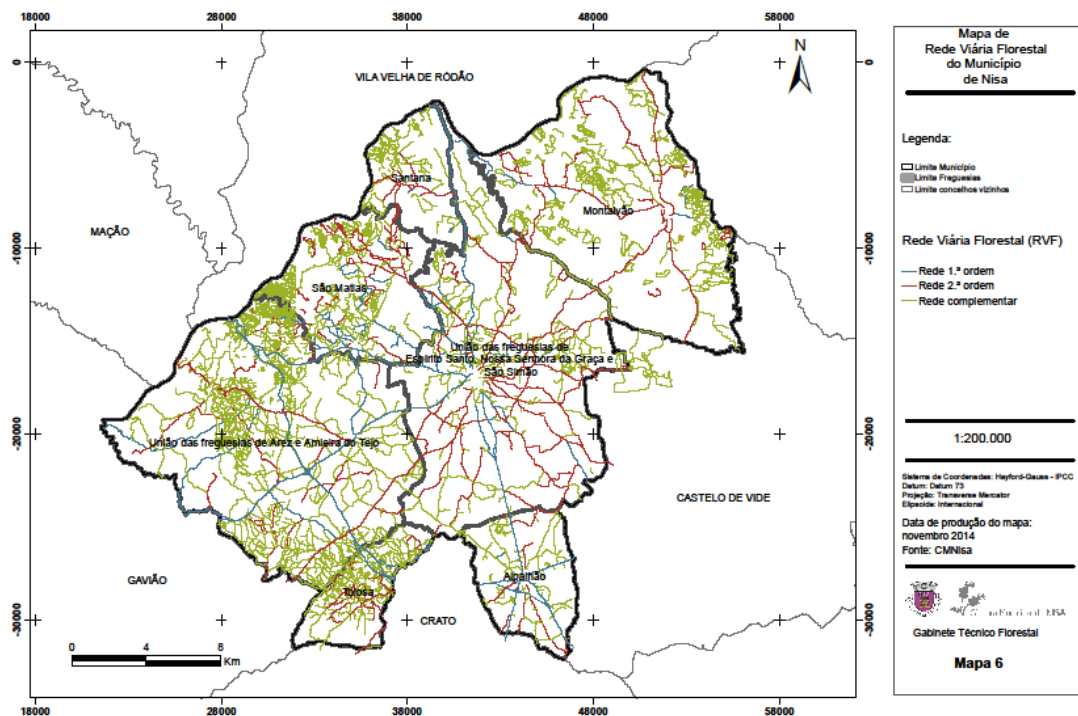 18000 28000 38000 48000 58000
N
VILA VELHA DE RÓDÃO
MAÇÃO
Santana
Montalvão
São Matias
União das freguesias de
Espírito Santo, Nossa Senhora da Graça e
São Simão
União das freguesias de Arez e Amieira do Tejo
CASTELO DE VIDE
GAVIÃO
Tolosa
Alpalhão
CRATO
0 4 8
Km
0
-10000
-20000
-30000
0
-10000
-20000
-30000
18000 28000 38000 48000 58000
Mapa de
Rede Viária Florestal
do Município
de Nisa
Legenda:
Limite Município
Limite Freguesias
Limite concelhos vizinhos
Rede Viária Florestal (RVF)
Rede 1.ª ordem
Rede 2.ª ordem
Rede complementar
1:200.000
Sistema de Coordenadas: Hayford-Gauss - IPCC
Datum: Datum 73
Projeção: Transverse Mercator
Elipsoide: Internacional
Data de produção do mapa:
novembro 2014
Fonte: CMNisa
NISA
Gabinete Técnico Florestal
Mapa 6